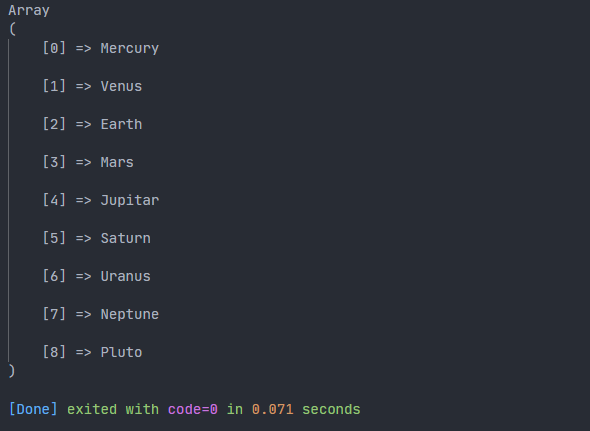 Array
(
[0] => Mercury
[1] => Venus
[2] => Earth
[3] => Mars
[4] => Jupitar
[5] => Saturn
[6] => Uranus
[7] => Neptune
[8] => Pluto
)
[Done] exited with code=0 in 0.071 seconds